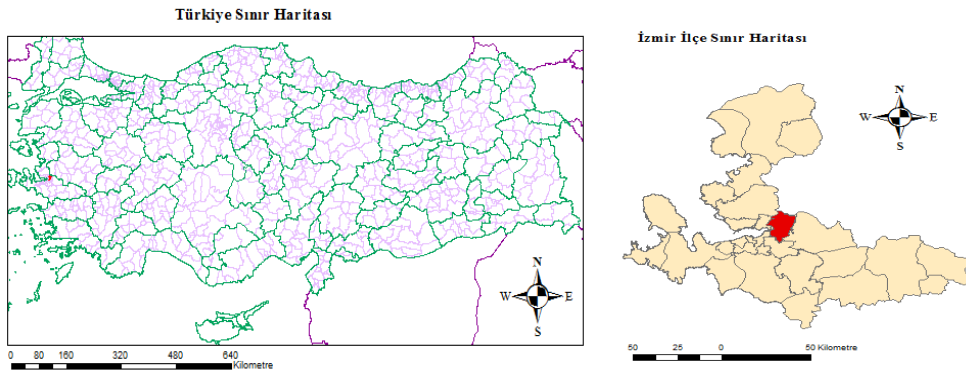 Türkiye Sınır Haritası
N
W E
S
0 80 160 320 480 640
Kilometre
İzmir İlçe Sınır Haritası
N
W E
S
50 25 0 50 Kilometre